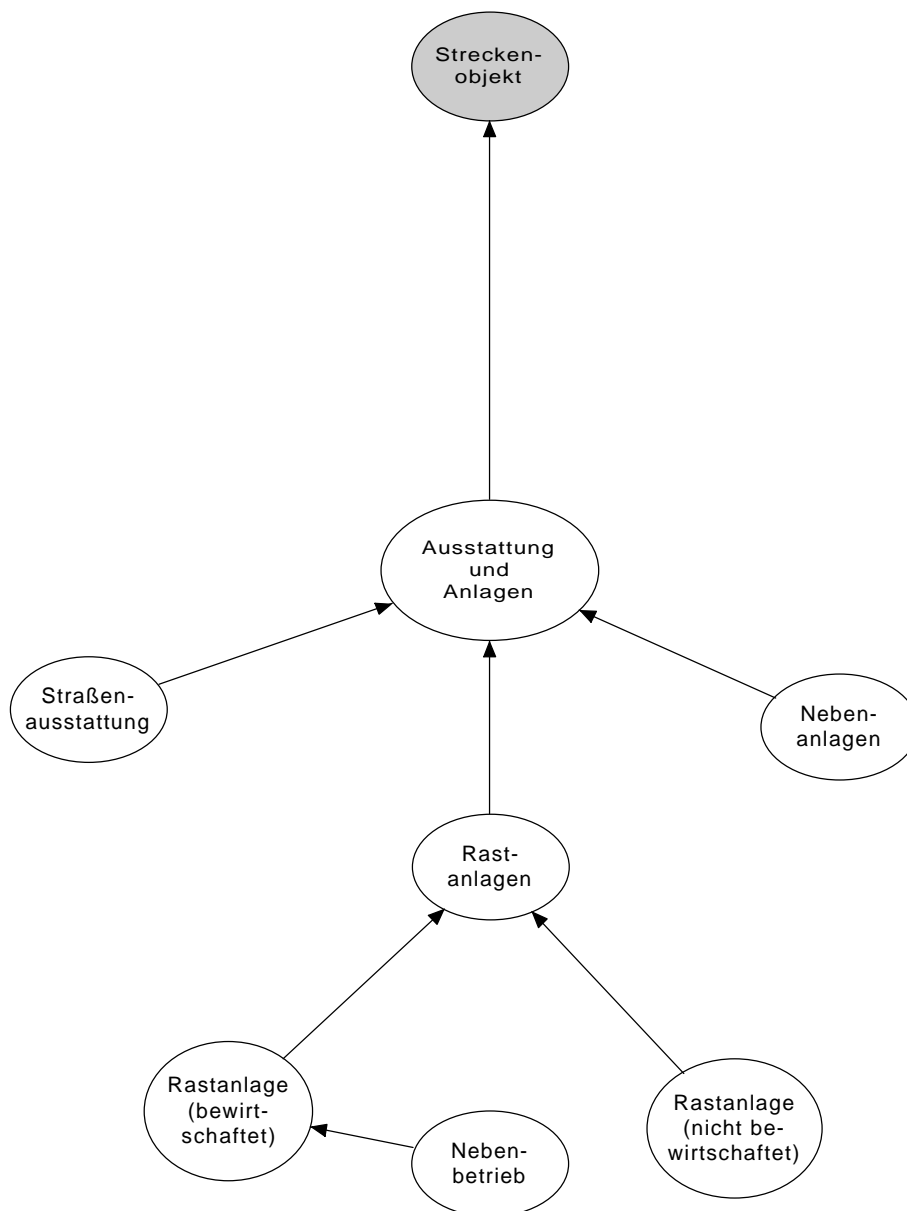 Strecken-
objekt
Ausstattung
und
Anlagen
Straßen-
ausstattung
Neben-
anlagen
Rast-
anlagen
Rastanlage
(bewirt-
schaftet)
Neben-
betrieb
Rastanlage
(nicht be-
wirtschaftet)